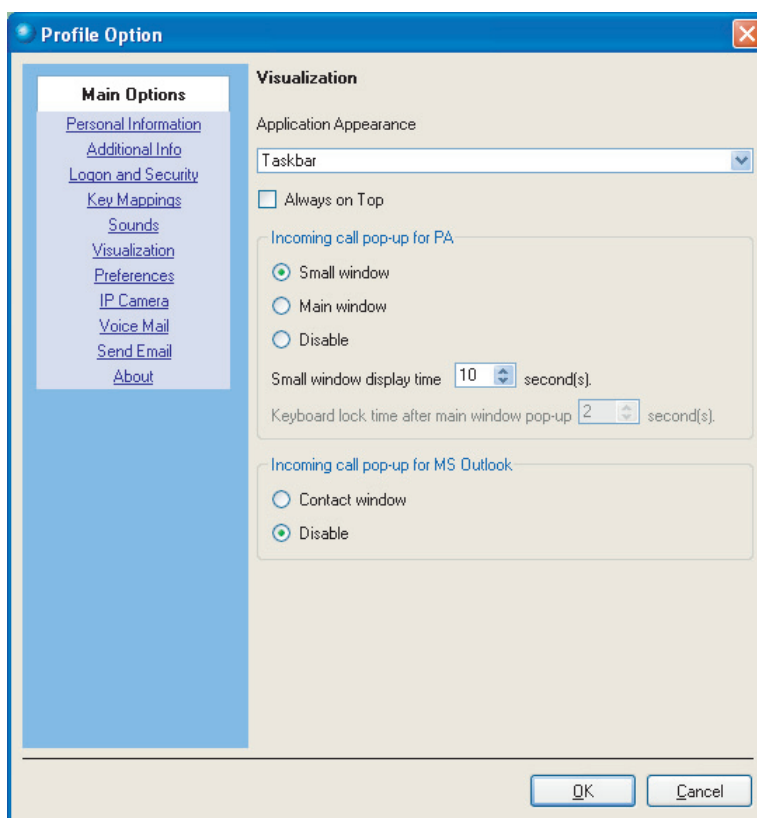 Profile Option
Main Options
Personal Information
Additional Info
Logon and Security
Key Mappings
Sounds
Visualization
Preferences
IP Camera
Voice Mail
Send Email
About
Visualization
Application Appearance
Taskbar
Always on Top
Incoming call pop-up for PA
Small window
Main window
Disable
Small window display time 10 second(s).
Keyboard lock time after main window pop-up 2 second(s).
Incoming call pop-up for MS Outlook
Contact window
Disable
OK Cancel